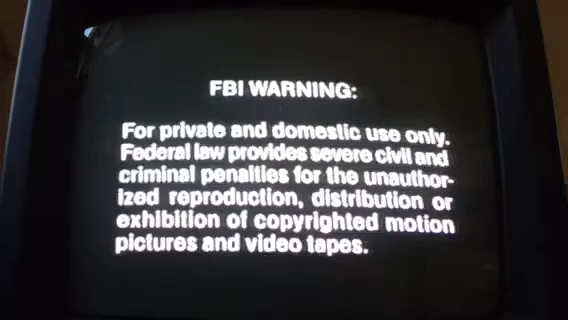 FBI WARNING:
For private and domestic use only.
Federal law provides severe civil and
criminal penalties for the unauthor-
ized reproduction, distribution or
exhibition of copyrighted motion
pictures and video tapes.